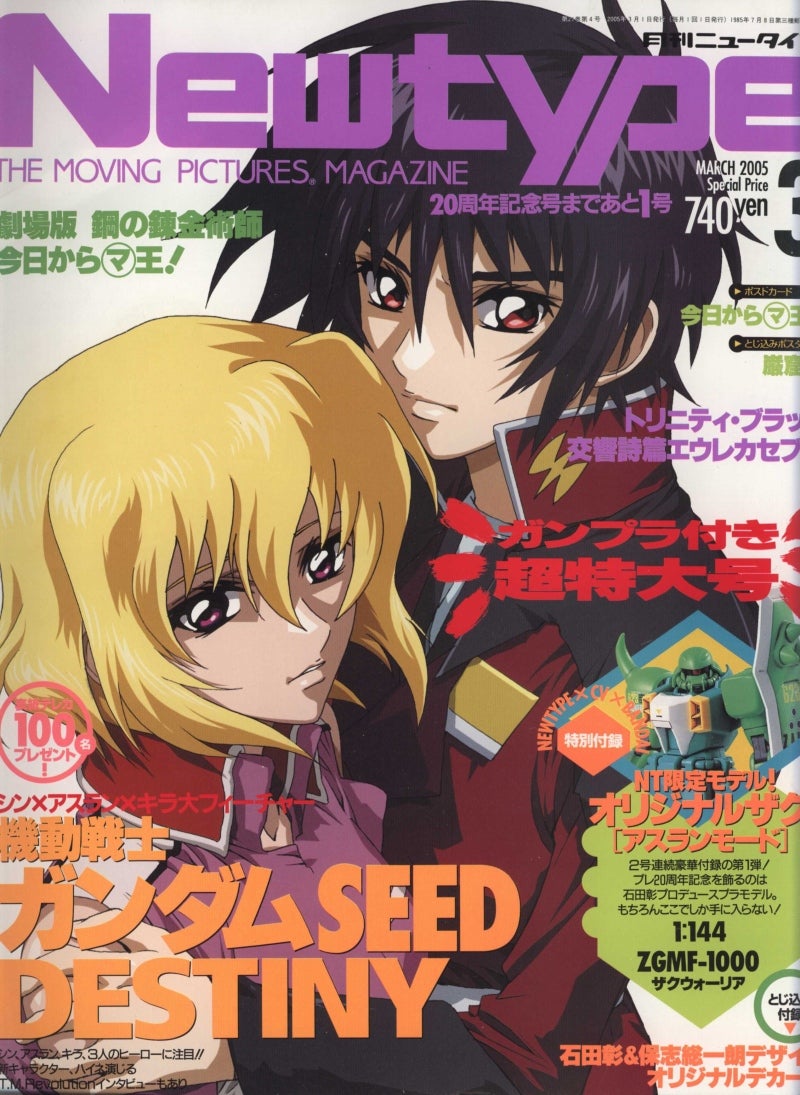 月刊ニュータイ
Newtype
THE MOVING PICTURES. MAGAZINE
MARCH 2005
Special Price
740 yen
3
20周年記念号まであと1号
劇場版 鋼の錬金術師
今日からマ王!
ポストカード
今日からマ王
とじ込みポスタ
巌窟
トリニティ・ブラッ
交響詩篇エウレカセブ
ガンプラ付き
超特大号
NEWTYPE×CW×BANDAI
特別付録
100名
プレゼント!
NT限定モデル!
オリジナルザク
[アスランモード]
2号連続豪華付録の第1弾!
プレ20周年記念を飾るのは
石田彰プロデュースプラモデル。
もちろんここでしか手に入らない!
1:144
ZGMF-1000
ザクウォーリア
シン×アスラン×キラ大フィーチャー
機動戦士
ガンダムSEED
DESTINY
シン、アスラン、キラ、3人のヒーローに注目!!
新キャラクター、ハイネ演じる
T.M.Revolutionインタビューもあり
とじ込
付録
石田彰&保志総一朗デザイ
オリジナルデカー